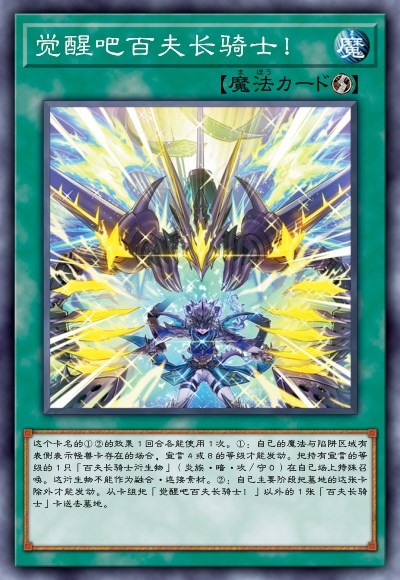 觉醒吧百夫长骑士！
魔
【魔法カード】
まほう
这个卡名的①②的效果1回合各能使用1次。①：自己的魔法与陷阱区域有
表侧表示怪兽卡存在的场合，宣言4或8的等级才能发动。把持有宣言的等
级的1只「百夫长骑士衍生物」（炎族·暗·攻／守0）在自己场上特殊召
唤。这衍生物不能作为融合·连接素材。②：自己主要阶段把墓地的这张卡
除外才能发动。从卡组把「觉醒吧百夫长骑士！」以外的1张「百夫长骑士」
卡送去墓地。